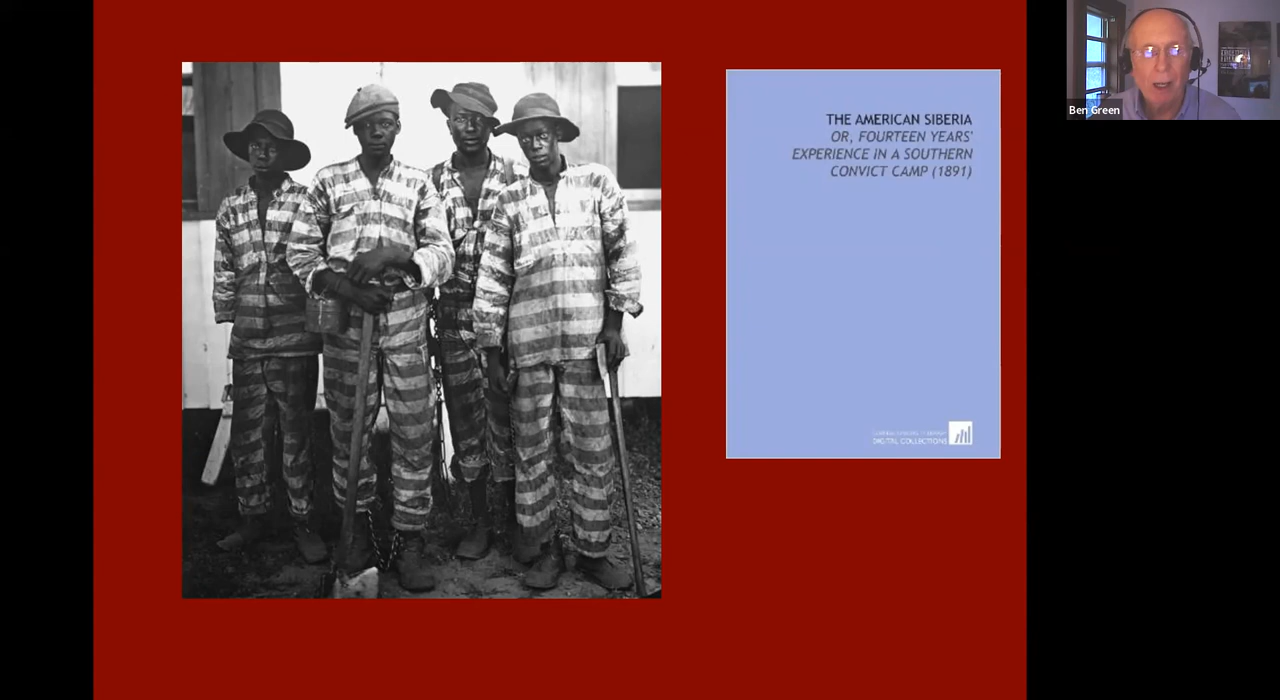 THE AMERICAN SIBERIA
OR, FOURTEEN YEARS'
EXPERIENCE IN A SOUTHERN
CONVICT CAMP (1891)
DIGITAL COLLECTIONS
Ben Green